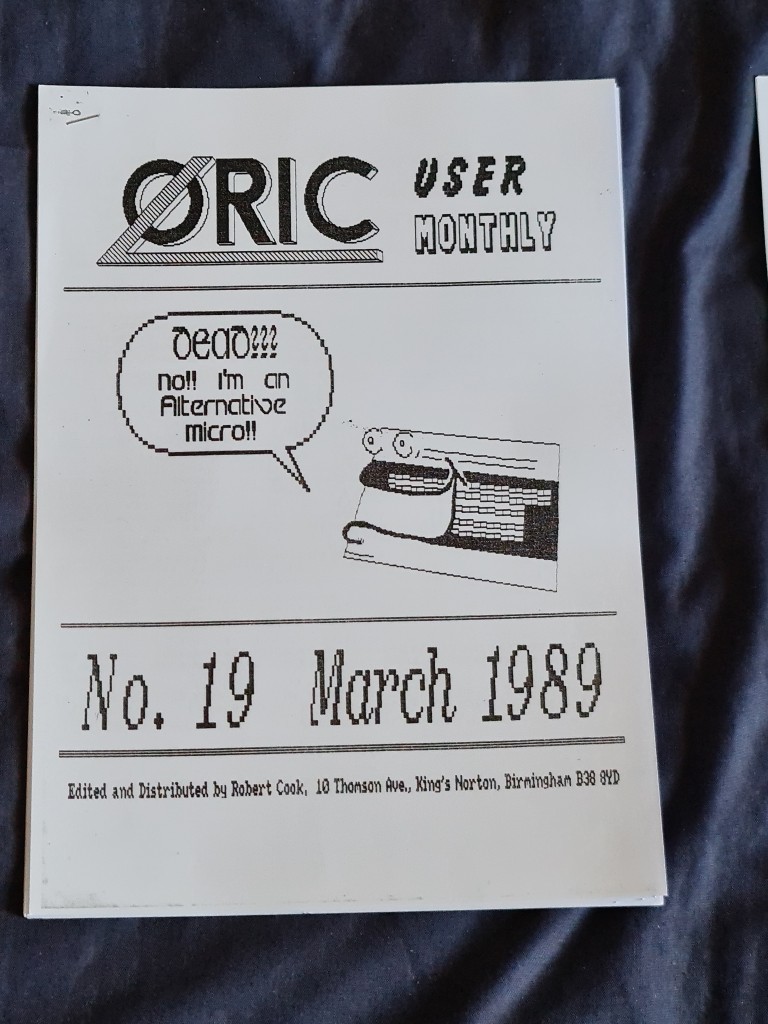 ORIC USER
MONTHLY
Dead???
no!! I'm an
Alternative
micro!!
No. 19 March 1989
Edited and Distributed by Robert Cook, 10 Thomson Ave., King's Norton, Birmingham B38 8YD